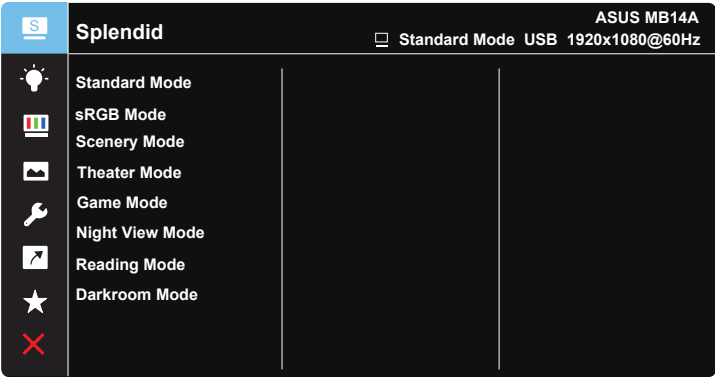 S
Splendid
ASUS MB14A
Standard Mode USB 1920x1080@60Hz
Standard Mode
sRGB Mode
Scenery Mode
Theater Mode
Game Mode
Night View Mode
Reading Mode
Darkroom Mode